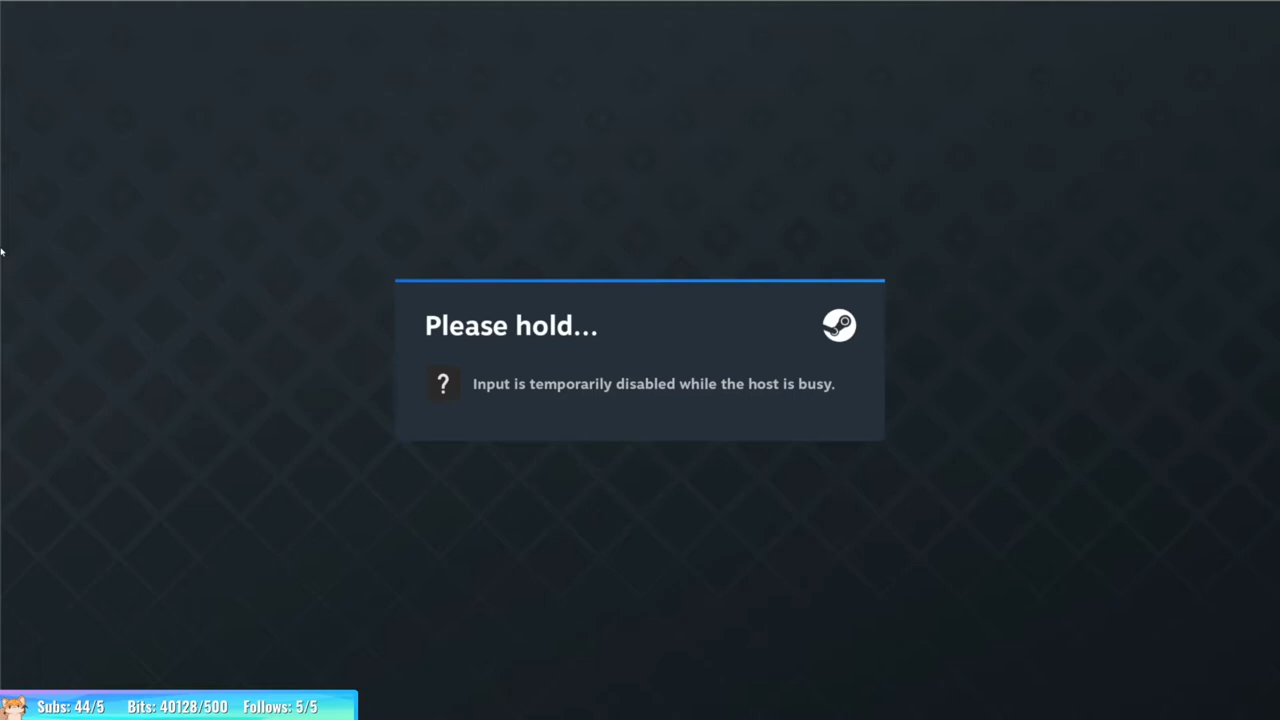 Please hold...
? Input is temporarily disabled while the host is busy.
Subs: 44/5 Bits: 40128/500 Follows: 5/5